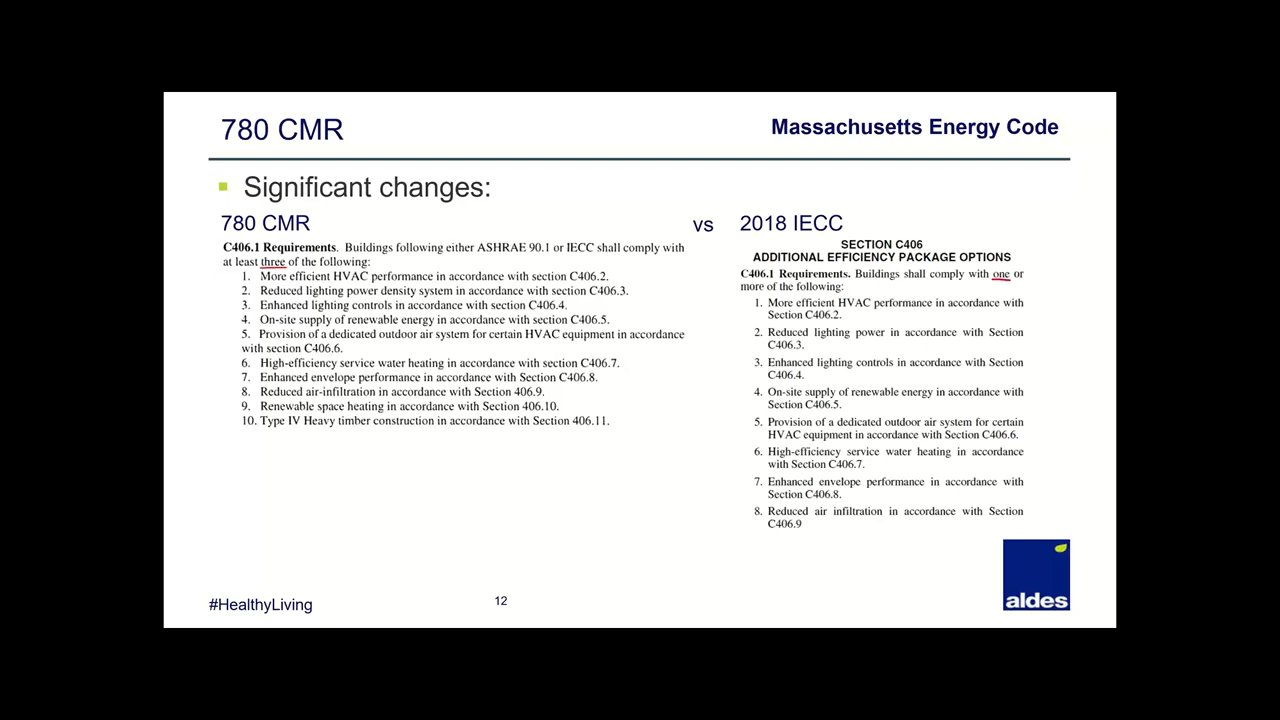 780 CMR
Massachusetts Energy Code
Significant changes:
780 CMR
vs
2018 IECC
C406.1 Requirements. Buildings following either ASHRAE 90.1 or IECC shall comply with
at least three of the following:
1. More efficient HVAC performance in accordance with section C406.2.
2. Reduced lighting power density system in accordance with section C406.3.
3. Enhanced lighting controls in accordance with section C406.4.
4. On-site supply of renewable energy in accordance with section C406.5.
5. Provision of a dedicated outdoor air system for certain HVAC equipment in accordance
with section C406.6.
6. High-efficiency service water heating in accordance with section C406.7.
7. Enhanced envelope performance in accordance with Section C406.8.
8. Reduced air-infiltration in accordance with Section 406.9.
9. Renewable space heating in accordance with Section 406.10.
10. Type IV Heavy timber construction in accordance with Section 406.11.
SECTION C406
ADDITIONAL EFFICIENCY PACKAGE OPTIONS
C406.1 Requirements. Buildings shall comply with one or
more of the following:
1. More efficient HVAC performance in accordance with
Section C406.2.
2. Reduced lighting power in accordance with Section
C406.3.
3. Enhanced lighting controls in accordance with Section
C406.4.
4. On-site supply of renewable energy in accordance with
Section C406.5.
5. Provision of a dedicated outdoor air system for certain
HVAC equipment in accordance with Section C406.6.
6. High-efficiency service water heating in accordance
with Section C406.7.
7. Enhanced envelope performance in accordance with
Section C406.8.
8. Reduced air infiltration in accordance with Section
C406.9
#HealthyLiving
12
aldes